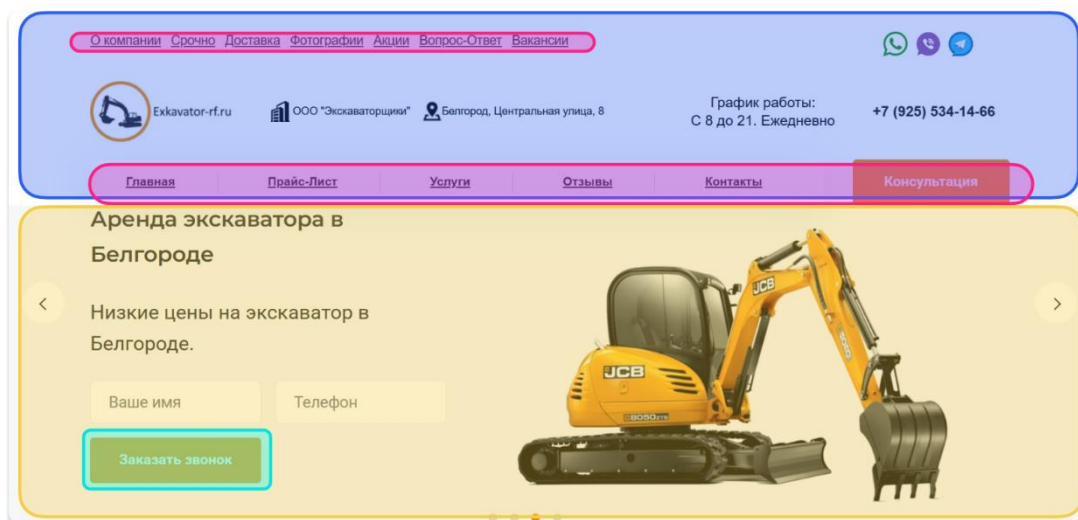 О компании Срочно Доставка Фотографии Акции Вопрос-Ответ Вакансии
Exkavator-rf.ru
ООО "Экскаваторщики"
Белгород, Центральная улица, 8
График работы:
С 8 до 21. Ежедневно
+7 (925) 534-14-66
Главная Прайс-Лист Услуги Отзывы Контакты Консультация
Аренда экскаватора в
Белгороде
Низкие цены на экскаватор в
Белгороде.
Ваше имя Телефон
Заказать звонок
JCB
JCB
8050
8050ZTS